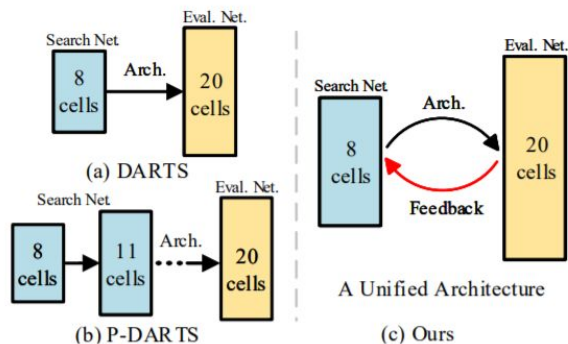 Search Net.
8
cells
Arch.
Eval. Net.
20
cells
(a) DARTS
Search Net.
8
cells
11
cells
Arch.
Eval. Net.
20
cells
(b) P-DARTS
Search Net.
8
cells
Arch.
Feedback
Eval. Net.
20
cells
A Unified Architecture
(c) Ours